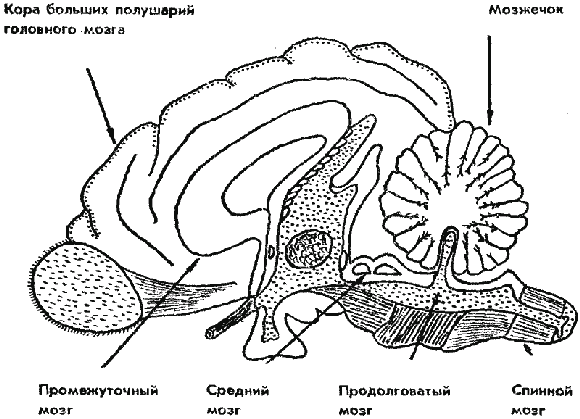 Кора больших полушарий
головного мозга
Мозжечок
Промежуточный
мозг
Средний
мозг
Продолговатый
мозг
Спинной
мозг